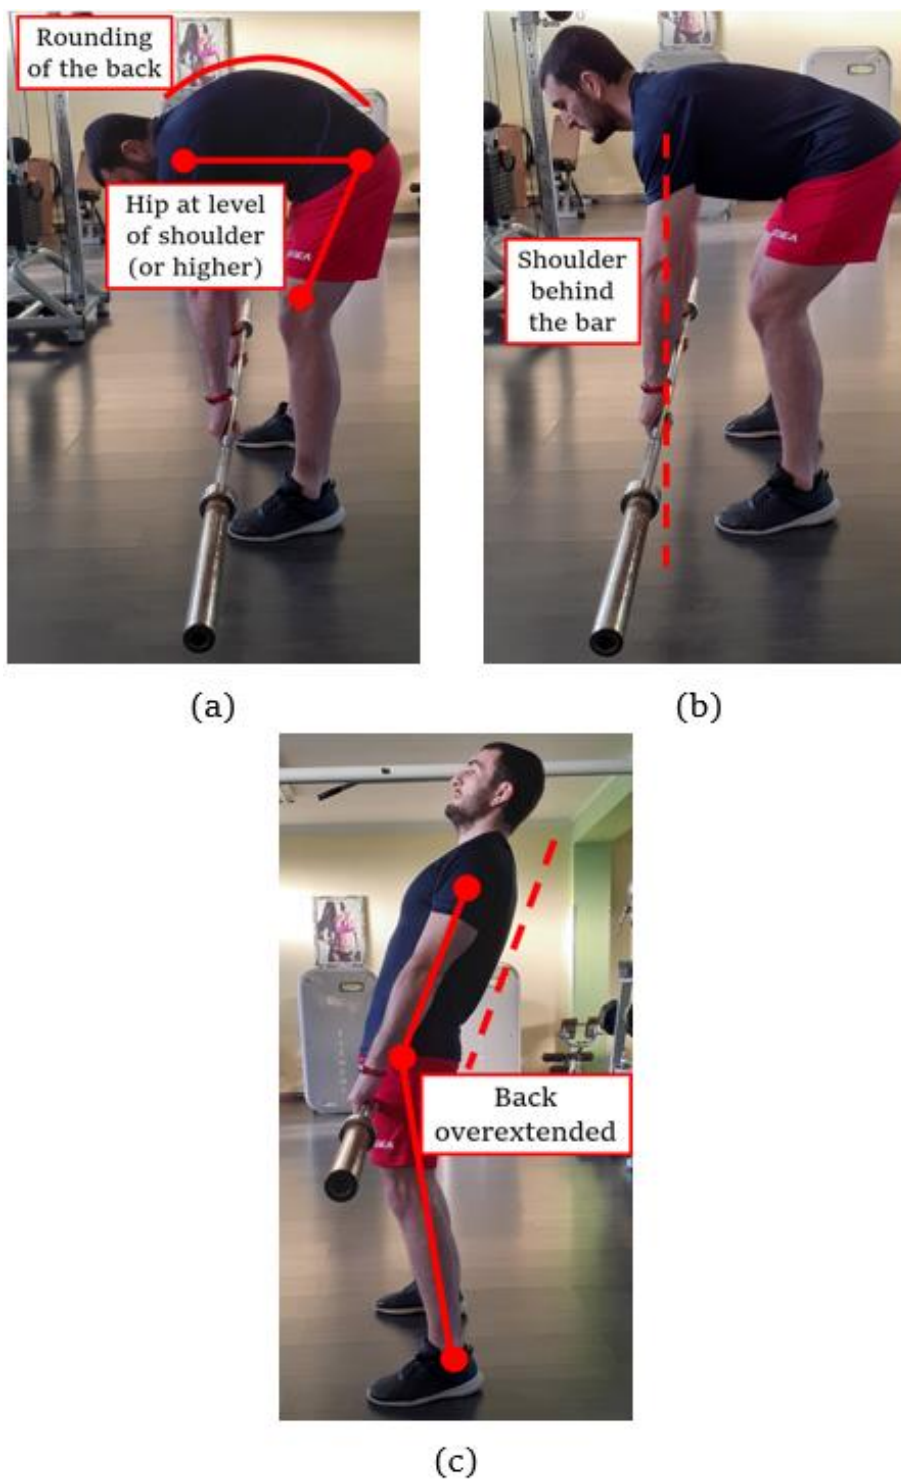 Rounding
of the back
Hip at level
of shoulder
(or higher)
Shoulder
behind
the bar
(a)
(b)
Back
overextended
(c)